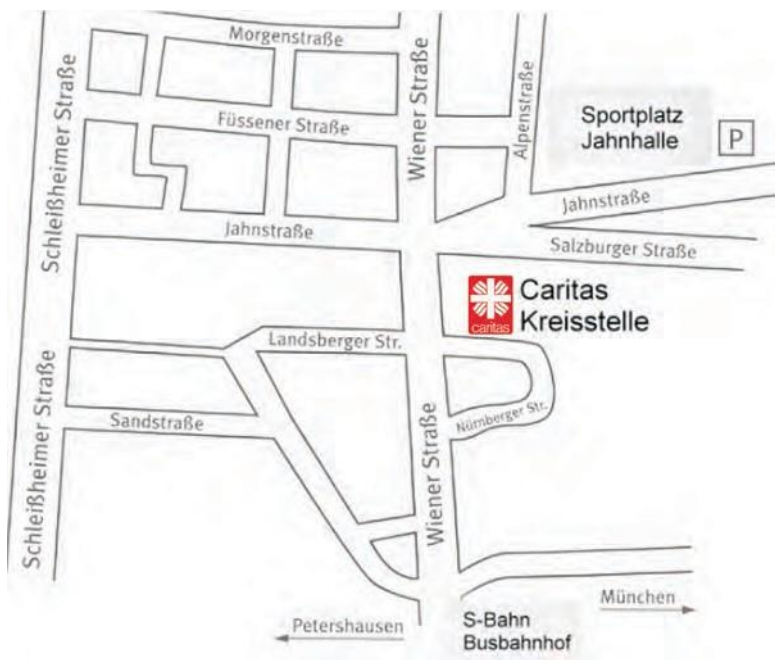 Morgenstraße
Schleißheimer Straße
Wiener Straße
Alpenstraße
Sportplatz
Jahnhalle
P
Füssener Straße
Jahnstraße
Jahnstraße
Salzburger Straße
Caritas
Kreisstelle
caritas
Landsberger Str.
Schleißheimer Straße
Sandstraße
Wiener Straße
Nürnberger Str.
München
S-Bahn
Busbahnhof
Petershausen